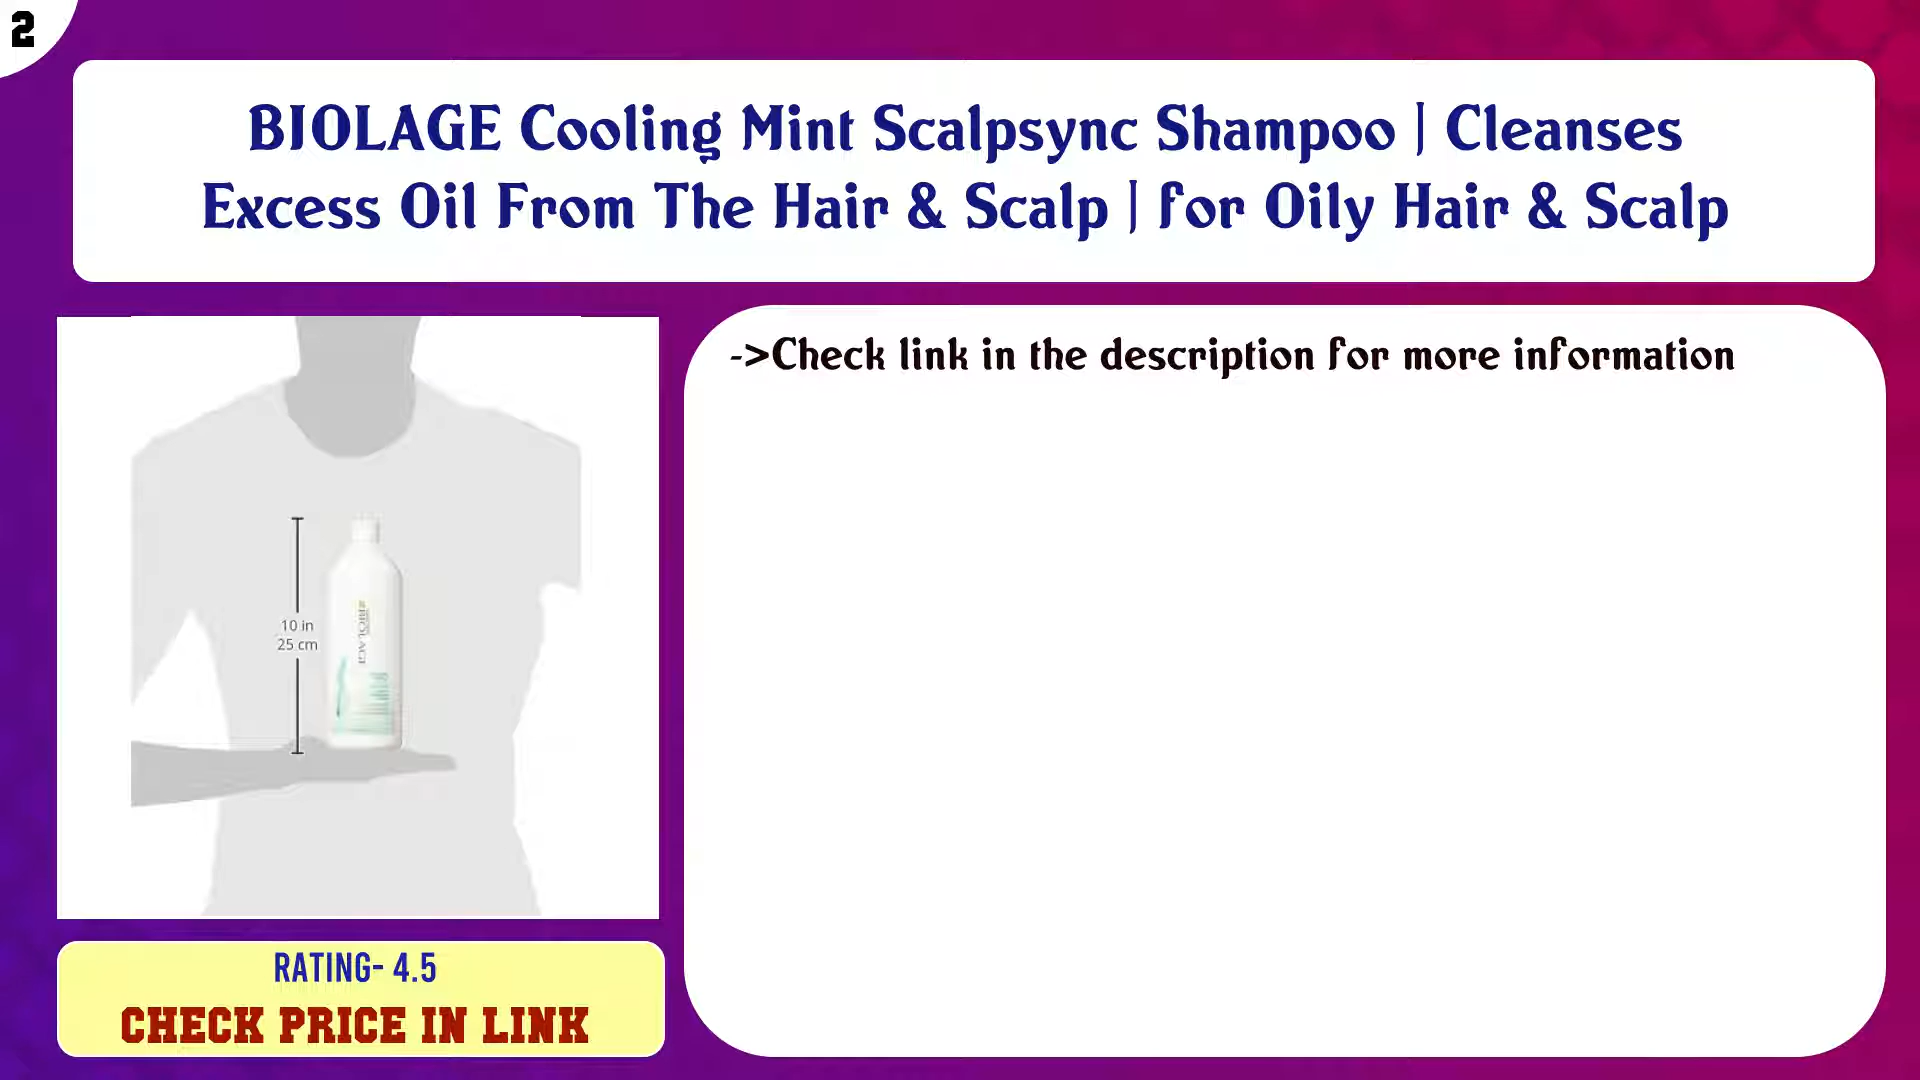 2
BIOLAGE Cooling Mint Scalpsync Shampoo | Cleanses
Excess Oil From The Hair & Scalp | for Oily Hair & Scalp
->Check link in the description for more information
10 in
25 cm
BIOLAGE
RATING- 4.5
CHECK PRICE IN LINK